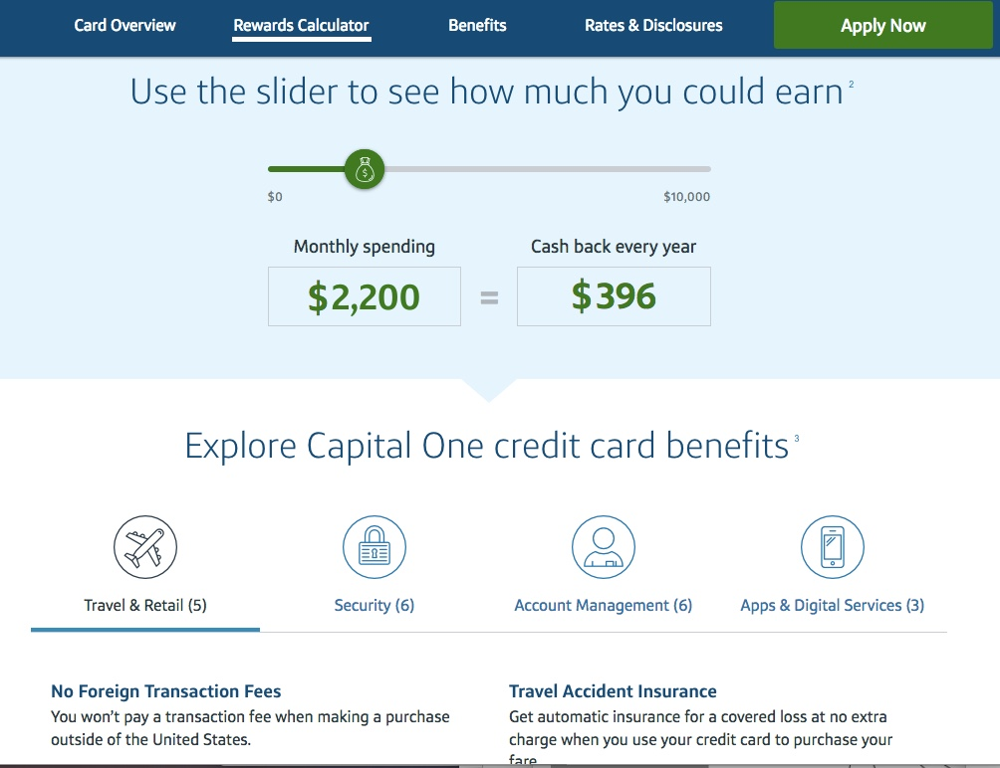 Card Overview
Rewards Calculator
Benefits
Rates & Disclosures
Apply Now
Use the slider to see how much you could earn 2
$
$0
$10,000
Monthly spending
Cash back every year
$2,200
=
$396
Explore Capital One credit card benefits 3
Travel & Retail (5)
Security (6)
Account Management (6)
Apps & Digital Services (3)
No Foreign Transaction Fees
You won’t pay a transaction fee when making a purchase
outside of the United States.
Travel Accident Insurance
Get automatic insurance for a covered loss at no extra
charge when you use your credit card to purchase your
fare